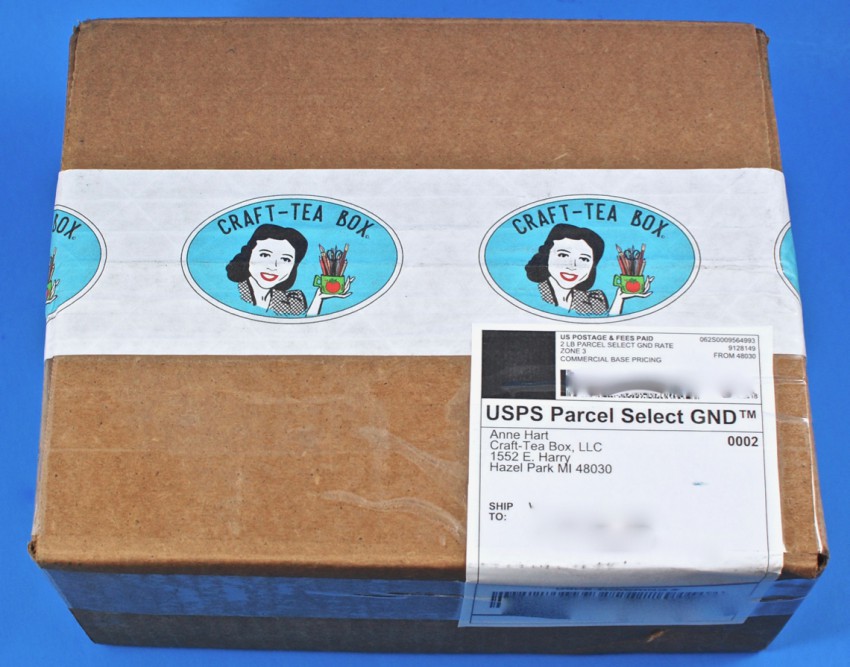 BOX
CRAFT-TEA BOX
CRAFT-TEA BOX
US POSTAGE & FEES PAID
062S0009564993
2 LB PARCEL SELECT GND RATE
9128149
ZONE 3
FROM 48030
COMMERCIAL BASE PRICING
USPS Parcel Select GND™
Anne Hart
0002
Craft-Tea Box, LLC
1552 E. Harry
Hazel Park MI 48030
SHIP
TO: